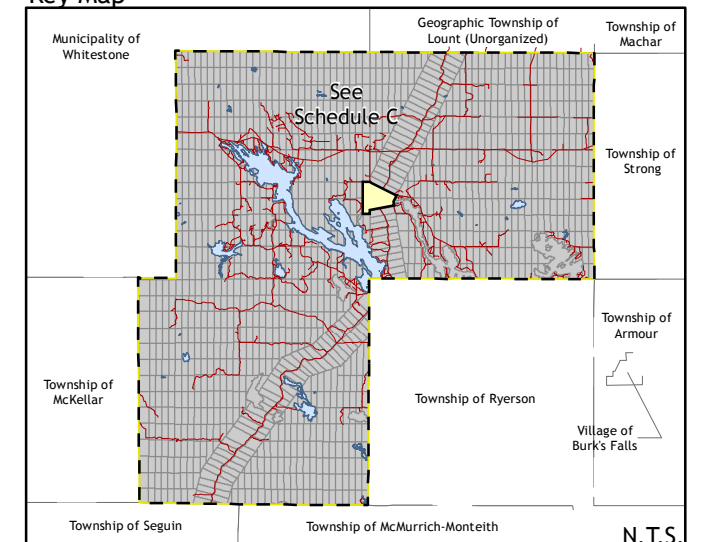 Key Map
Municipality of
Whitestone
Geographic Township of
Lount (Unorganized)
Township of
Machar
See
Schedule C
Township of
Strong
Township of
Armour
Township of
McKellar
Township of Ryerson
Village of
Burk's Falls
Township of Seguin
Township of McMurrich-Monteith
N.T.S.